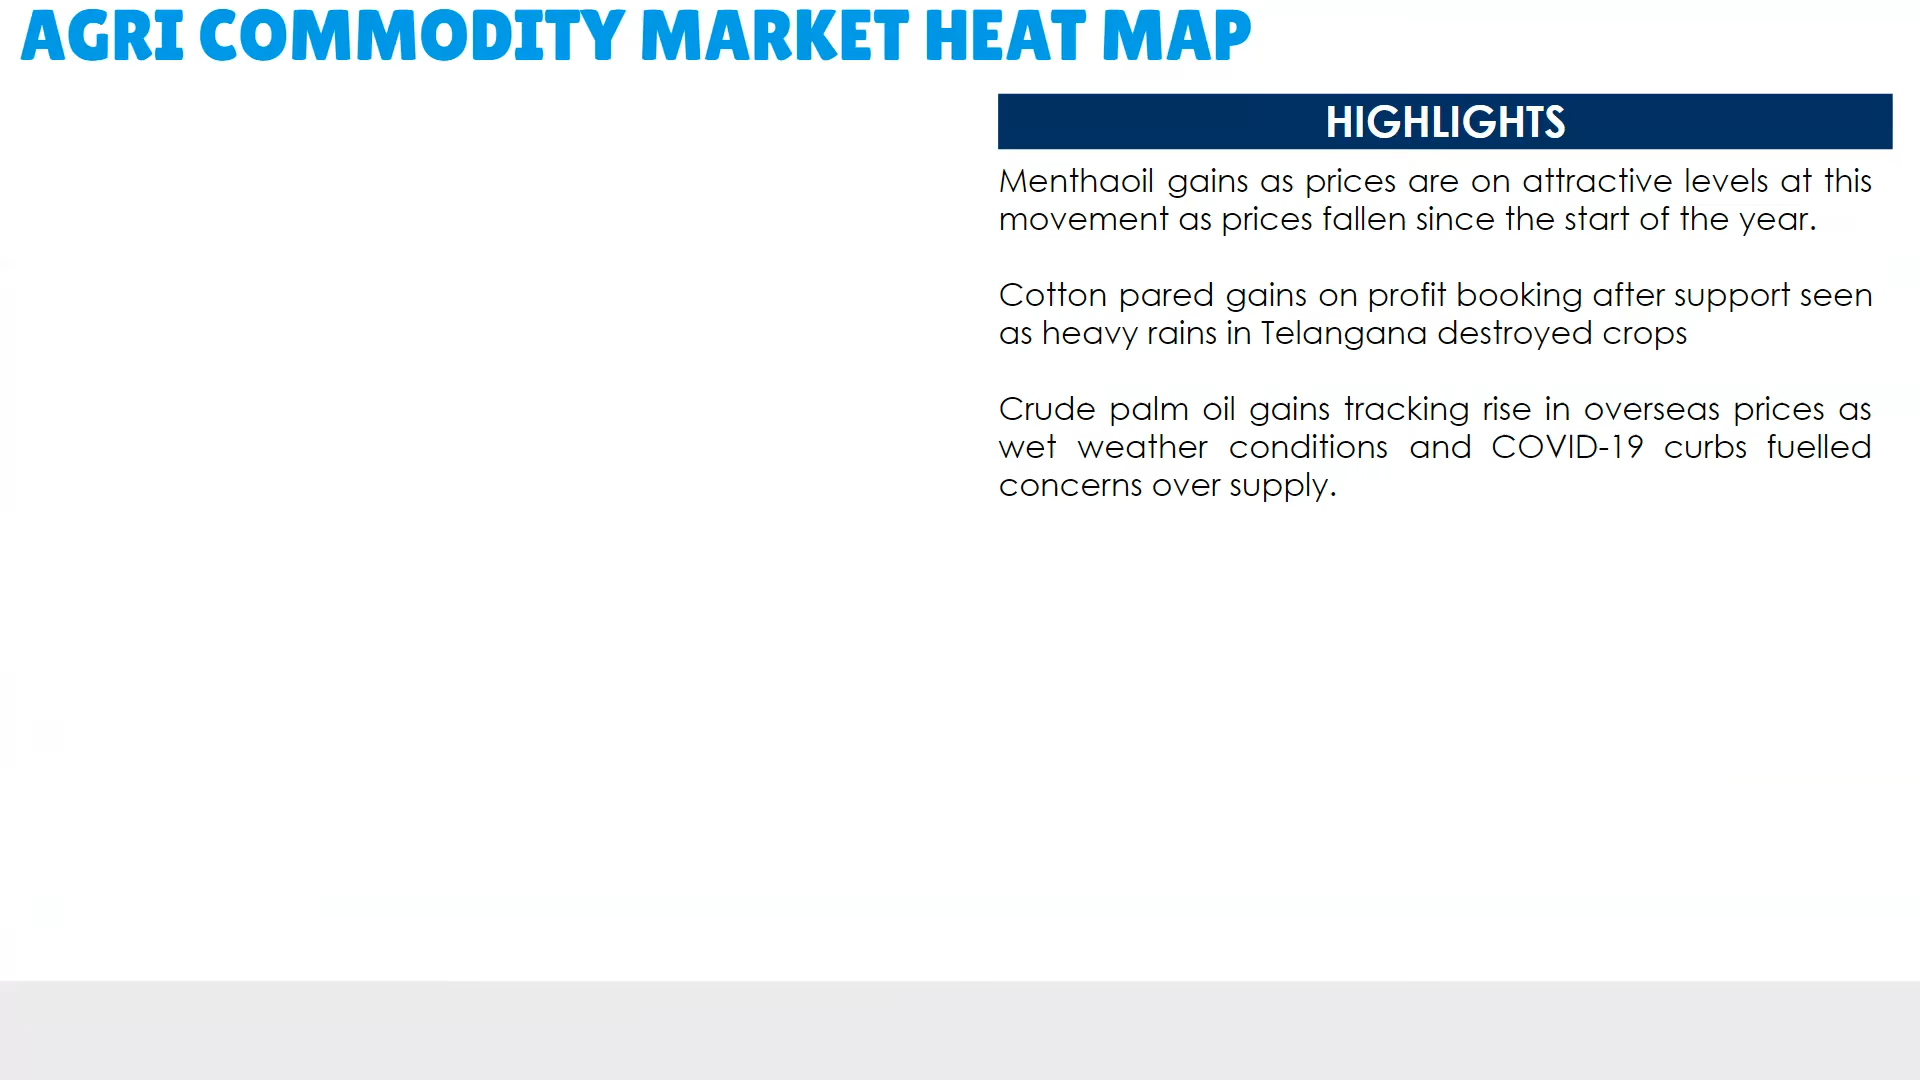 AGRI COMMODITY MARKET HEAT MAP
HIGHLIGHTS
Menthaoil gains as prices are on attractive levels at this
movement as prices fallen since the start of the year.
Cotton pared gains on profit booking after support seen
as heavy rains in Telangana destroyed crops
Crude palm oil gains tracking rise in overseas prices as
wet weather conditions and COVID-19 curbs fuelled
concerns over supply.